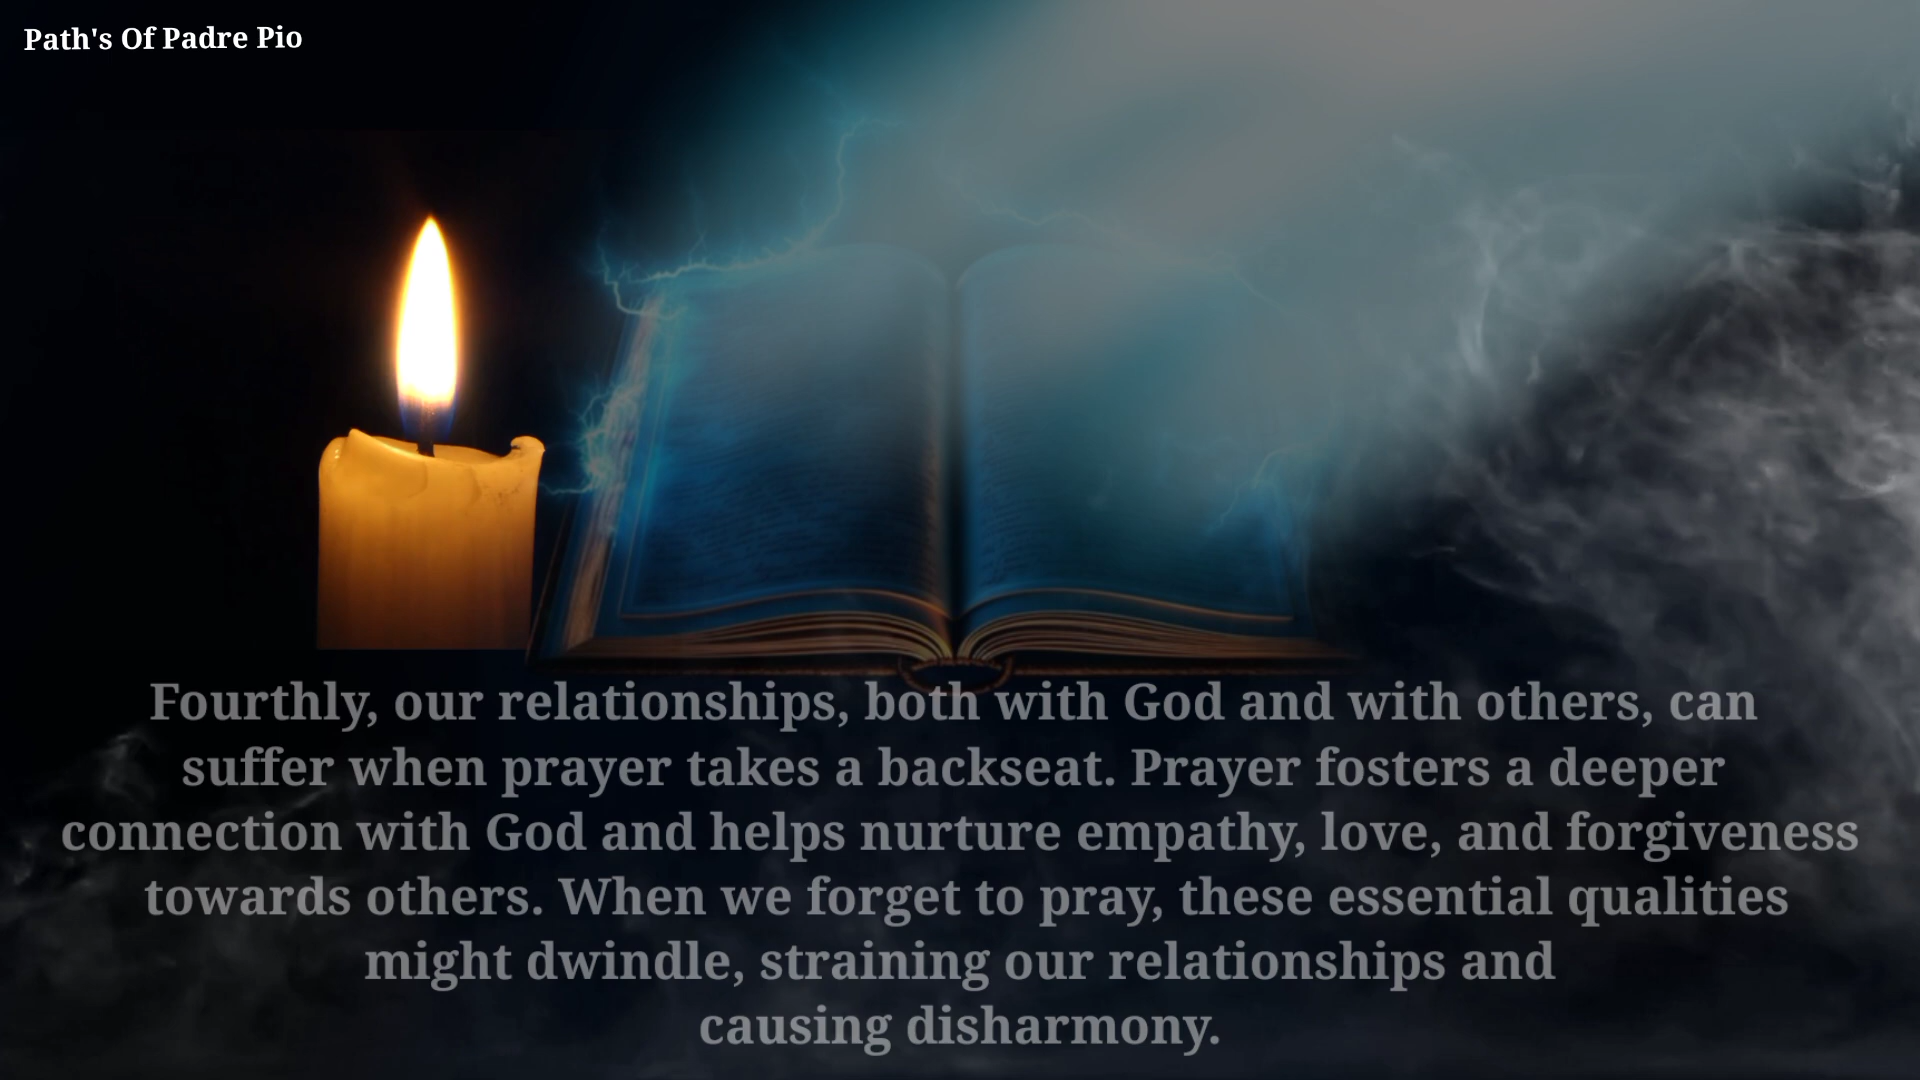 Path's Of Padre Pio
Fourthly, our relationships, both with God and with others, can
suffer when prayer takes a backseat. Prayer fosters a deeper
connection with God and helps nurture empathy, love, and forgiveness
towards others. When we forget to pray, these essential qualities
might dwindle, straining our relationships and
causing disharmony.